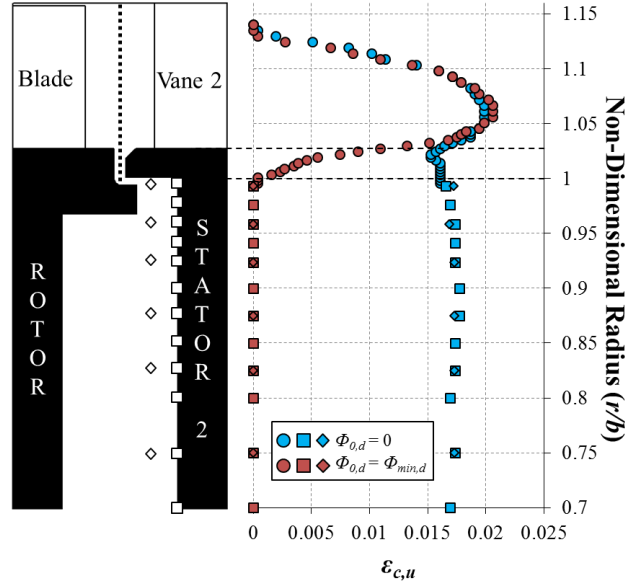 Blade
Vane 2
ROTOR
STATOR 2
1.15
1.1
1.05
1
0.95
0.9
0.85
0.8
0.75
0.7
Non-Dimensional Radius (r/b)
Φ0,d = 0
Φ0,d = Φmin,d
0 0.005 0.01 0.015 0.02 0.025
εc,u